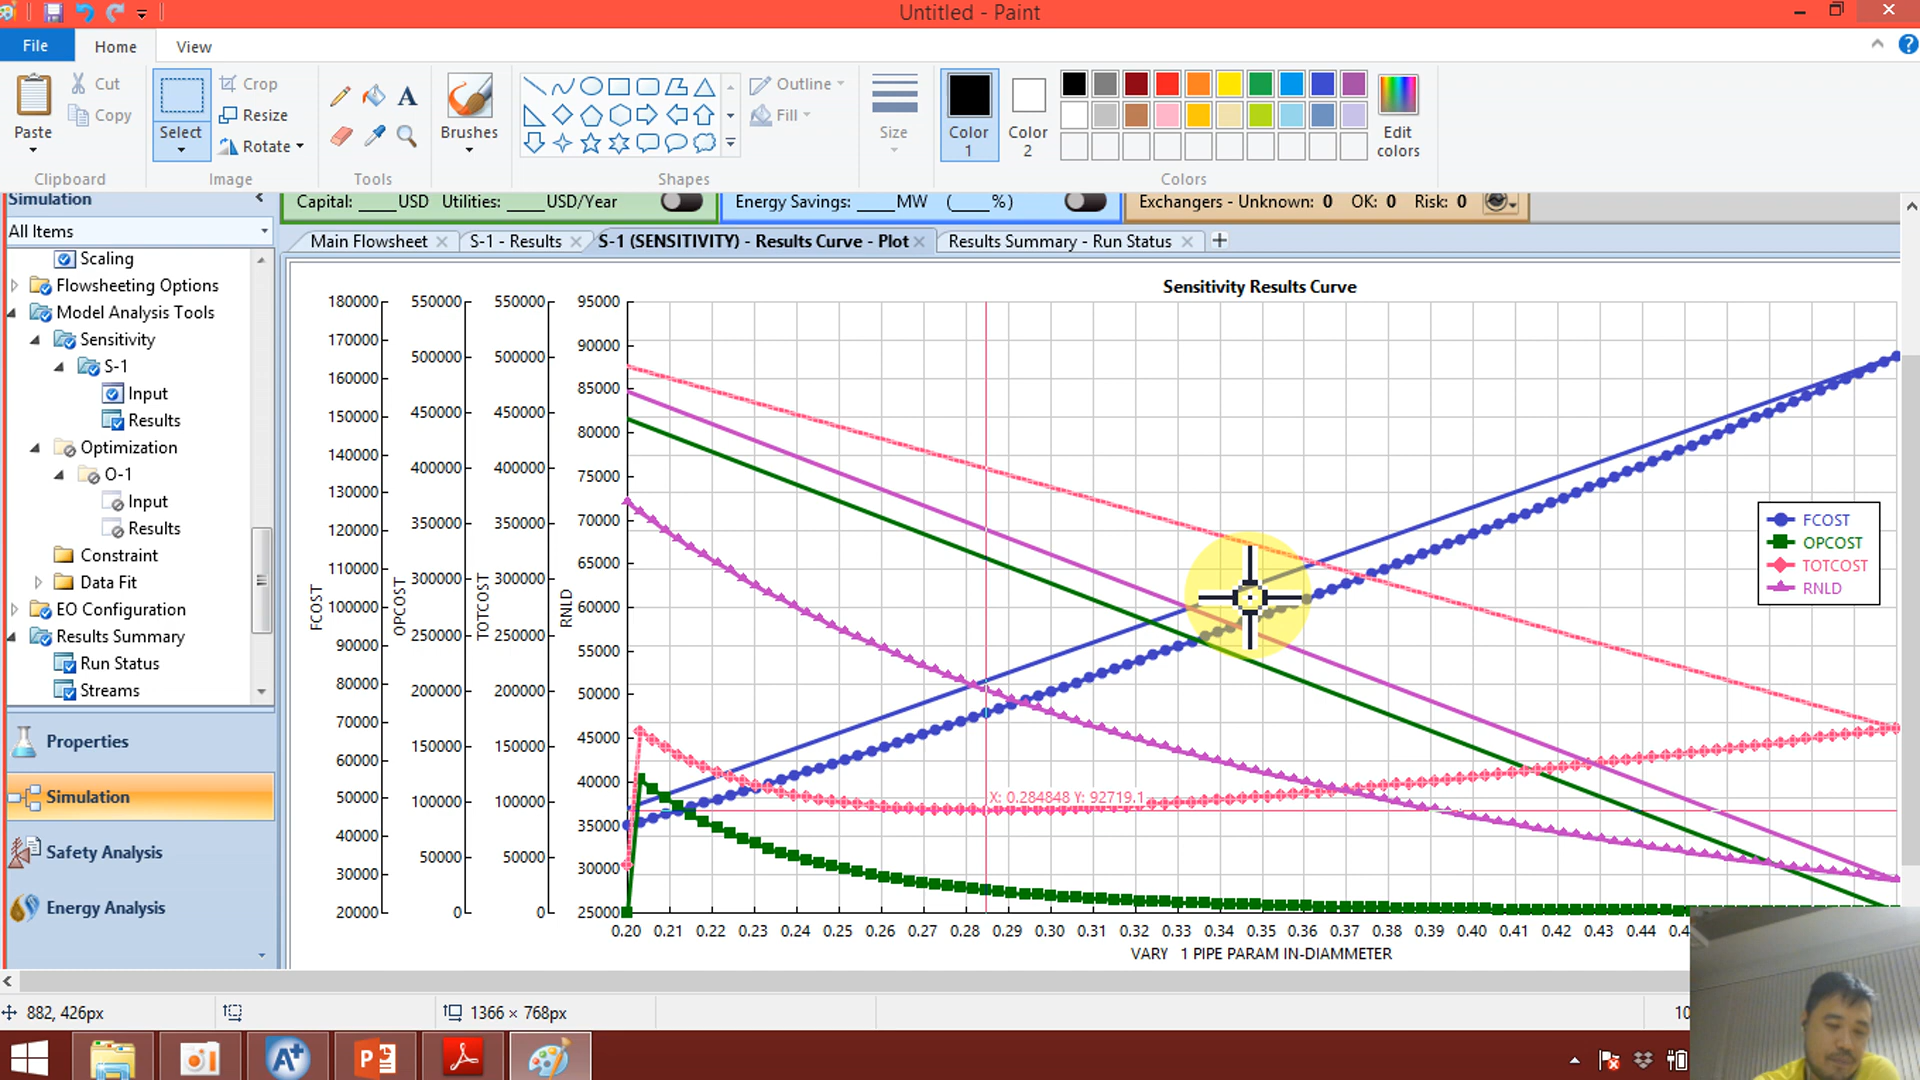 Untitled - Paint
File Home View
Paste
Cut
Copy
Clipboard
Select
Crop
Resize
Rotate
Image
Tools
Brushes
Shapes
Outline
Fill
Size
Color 1
Color 2
Edit colors
Colors
Simulation
Capital: ____USD Utilities: ____USD/Year
Energy Savings: ____MW (____%)
Exchangers - Unknown: 0 OK: 0 Risk: 0
All Items
Main Flowsheet
S-1 - Results
S-1 (SENSITIVITY) - Results Curve - Plot
Results Summary - Run Status
Scaling
Flowsheeting Options
Model Analysis Tools
Sensitivity
S-1
Input
Results
Optimization
O-1
Input
Results
Constraint
Data Fit
EO Configuration
Results Summary
Run Status
Streams
Properties
Simulation
Safety Analysis
Energy Analysis
Sensitivity Results Curve
180000
170000
160000
150000
140000
130000
120000
110000
100000
90000
80000
70000
60000
50000
40000
30000
20000
FCOST
550000
500000
450000
400000
350000
300000
250000
200000
150000
100000
50000
0
OPCOST
550000
500000
450000
400000
350000
300000
250000
200000
150000
100000
50000
0
TOTCOST
95000
90000
85000
80000
75000
70000
65000
60000
55000
50000
45000
40000
35000
30000
25000
RNLD
X: 0.284848 Y: 92719.1
FCOST
OPCOST
TOTCOST
RNLD
0.20 0.21 0.22 0.23 0.24 0.25 0.26 0.27 0.28 0.29 0.30 0.31 0.32 0.33 0.34 0.35 0.36 0.37 0.38 0.39 0.40 0.41 0.42 0.43 0.44
VARY 1 PIPE PARAM IN-DIAMMETER
882, 426px
1366 × 768px
10